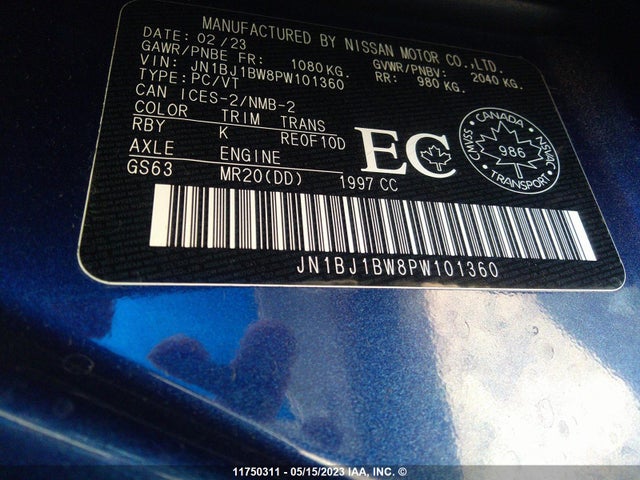 MANUFACTURED BY NISSAN MOTOR CO.,LTD.
DATE: 02/23
GAWR/PNBE FR: 1080 KG. GVWR/PNBV: 2040 KG.
VIN: JN1BJ1BW8PW101360 RR: 980 KG.
TYPE: PC/VT
CAN ICES-2/NMB-2
COLOR TRIM TRANS
RBY K RE0F10D
AXLE ENGINE
GS63 MR20(DD) 1997 CC
EC
CANADA
CMVSS 986 NSVAC
TRANSPORT
JN1BJ1BW8PW101360
11750311 - 05/15/2023 IAA, INC. ©